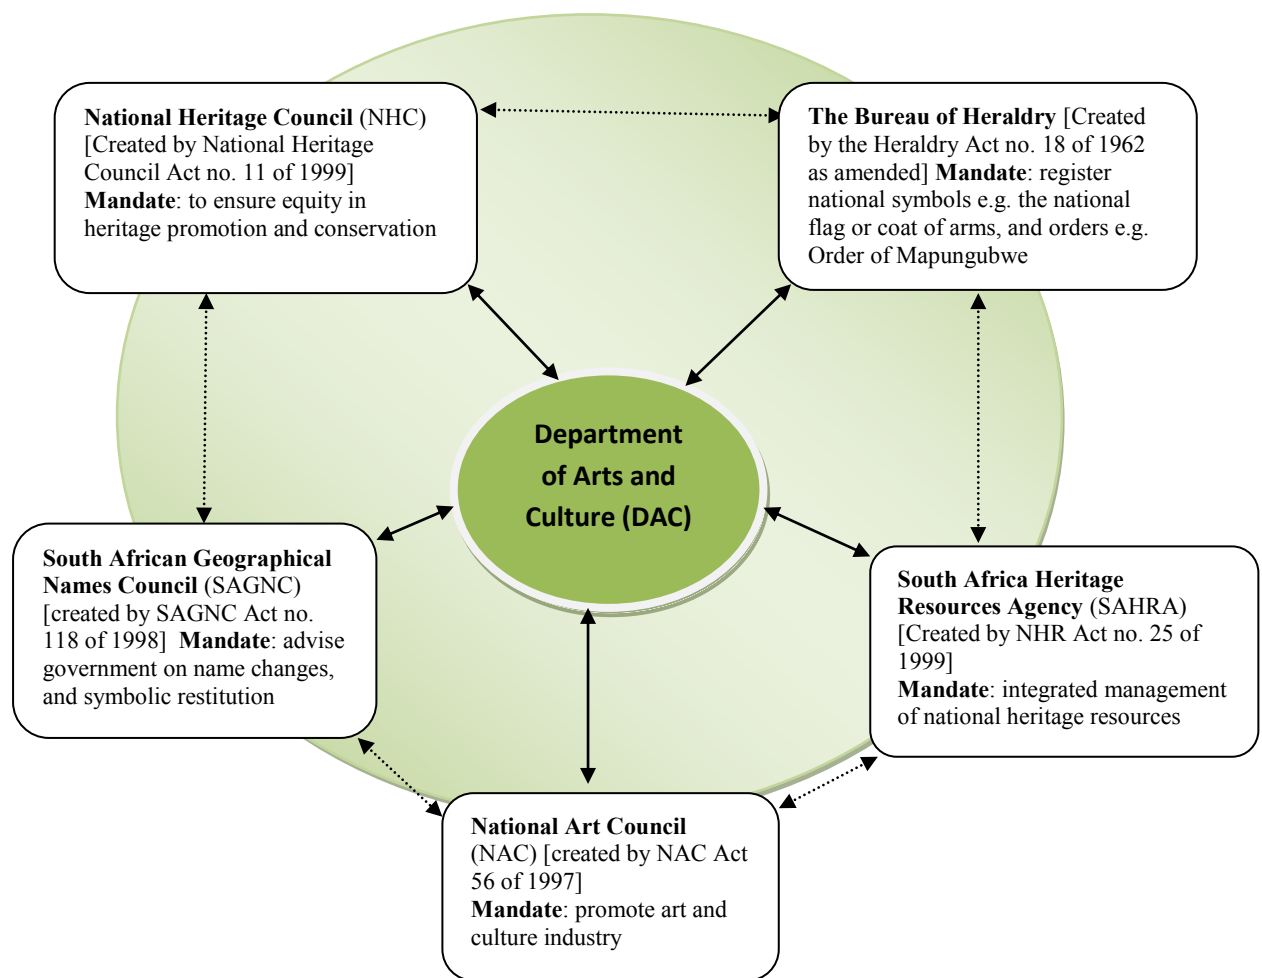 National Heritage Council (NHC)
[Created by National Heritage
Council Act no. 11 of 1999]
Mandate: to ensure equity in
heritage promotion and conservation
The Bureau of Heraldry [Created
by the Heraldry Act no. 18 of 1962
as amended] Mandate: register
national symbols e.g. the national
flag or coat of arms, and orders e.g.
Order of Mapungubwe
Department
of Arts and
Culture (DAC)
South African Geographical
Names Council (SAGNC)
[created by SAGNC Act no.
118 of 1998] Mandate: advise
government on name changes,
and symbolic restitution
South Africa Heritage
Resources Agency (SAHRA)
[Created by NHR Act no. 25 of
1999]
Mandate: integrated management
of national heritage resources
National Art Council
(NAC) [created by NAC Act
56 of 1997]
Mandate: promote art and
culture industry